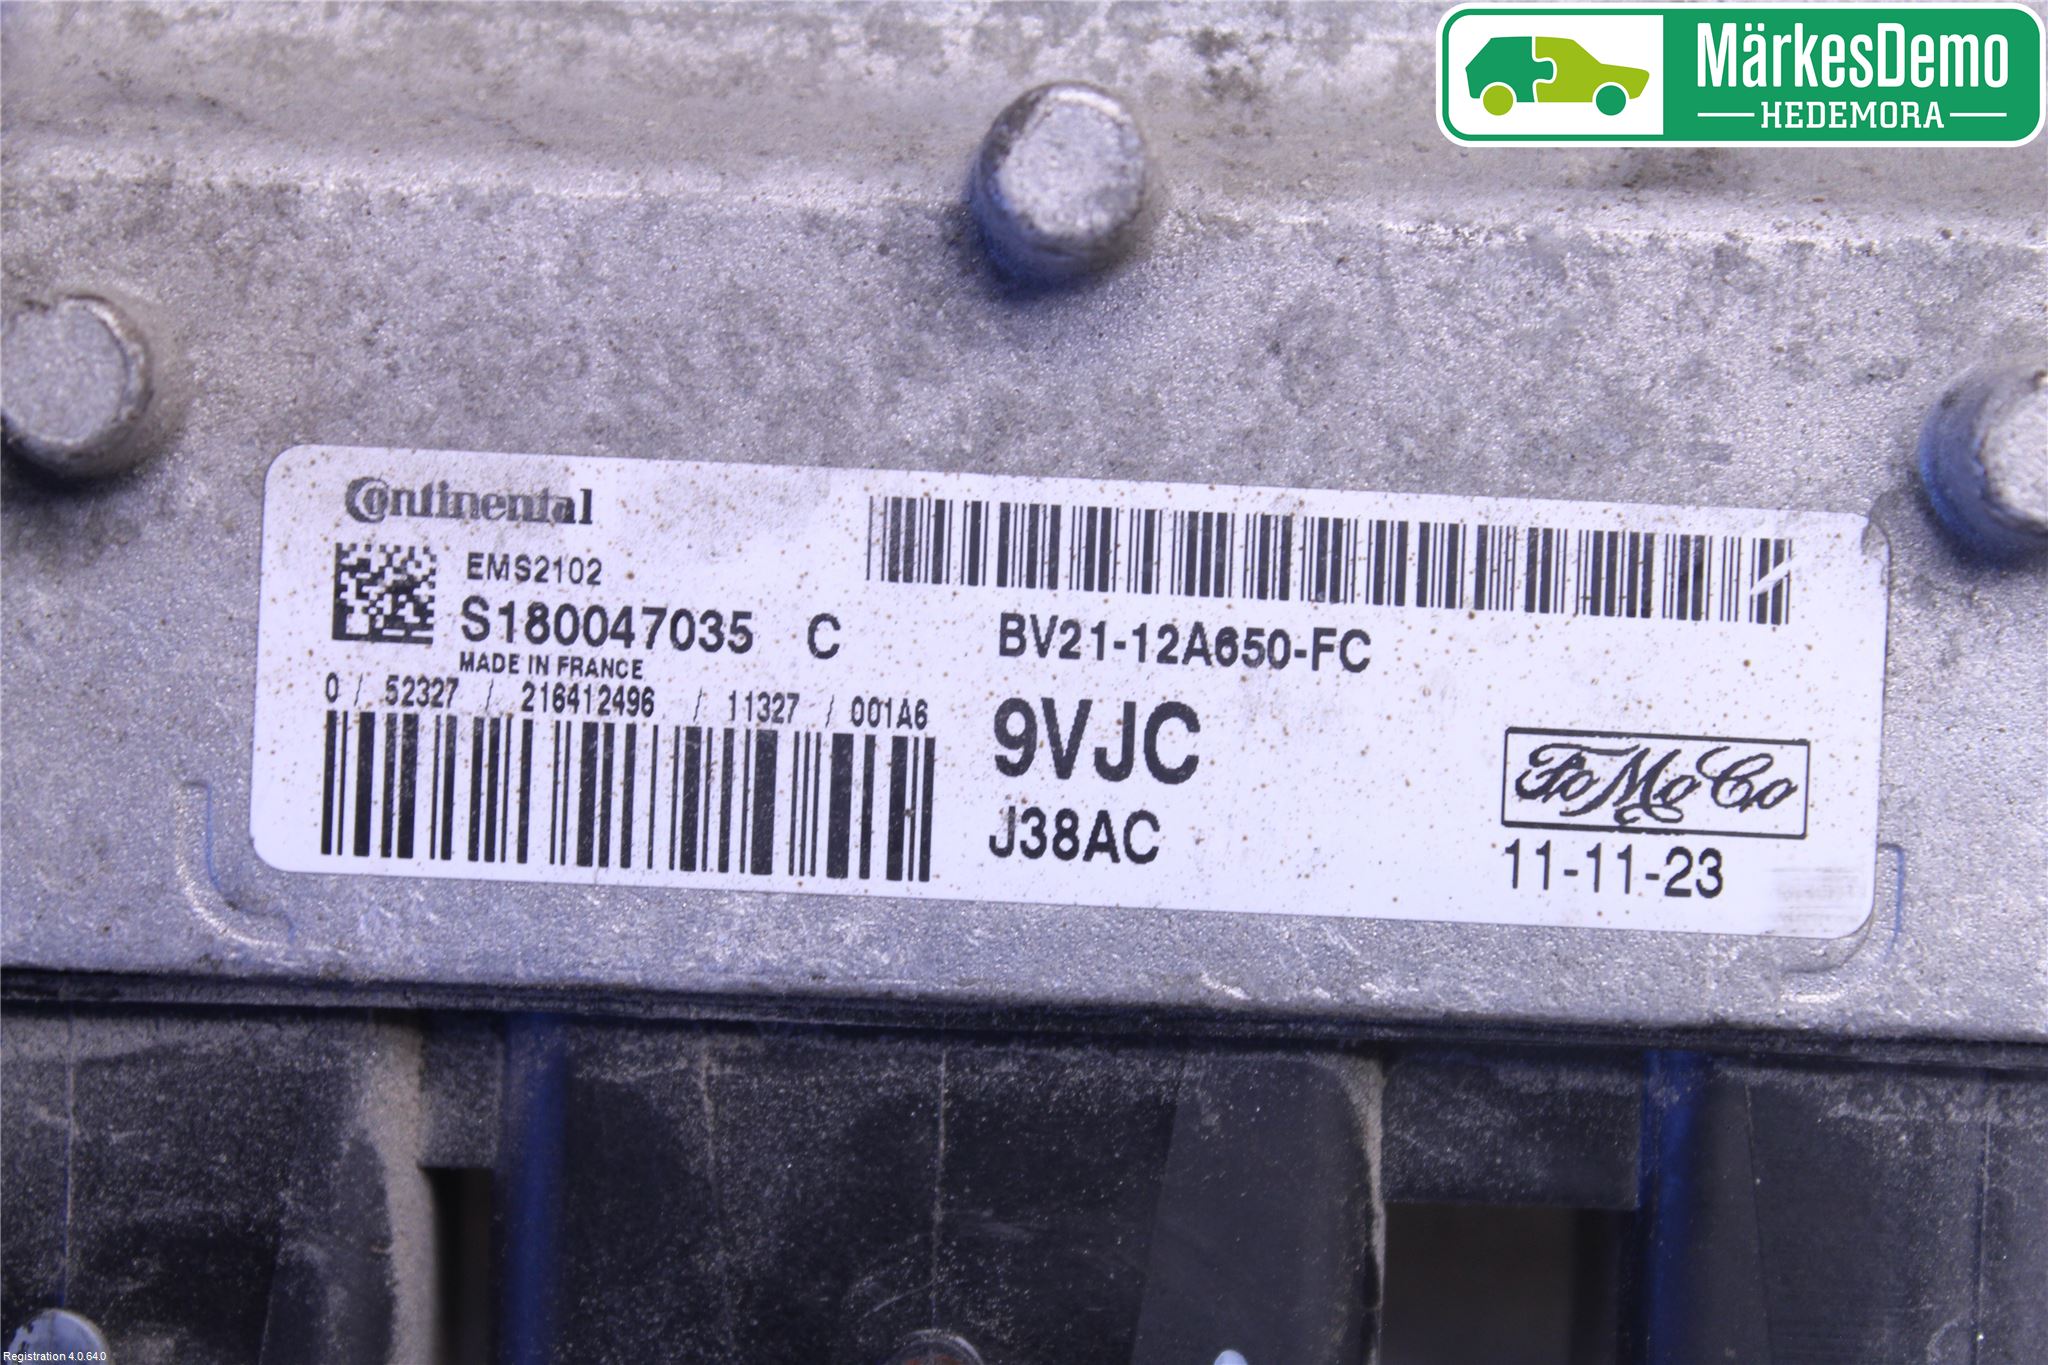 MärkesDemo
HEDEMORA
Continental
EMS2102
S180047035 C
MADE IN FRANCE
0 / 52327 / 216412496 / 11327 / 001A6
BV21-12A650-FC
9VJC
J38AC
FoMoCo
11-11-23
Registration 4.0.64.0